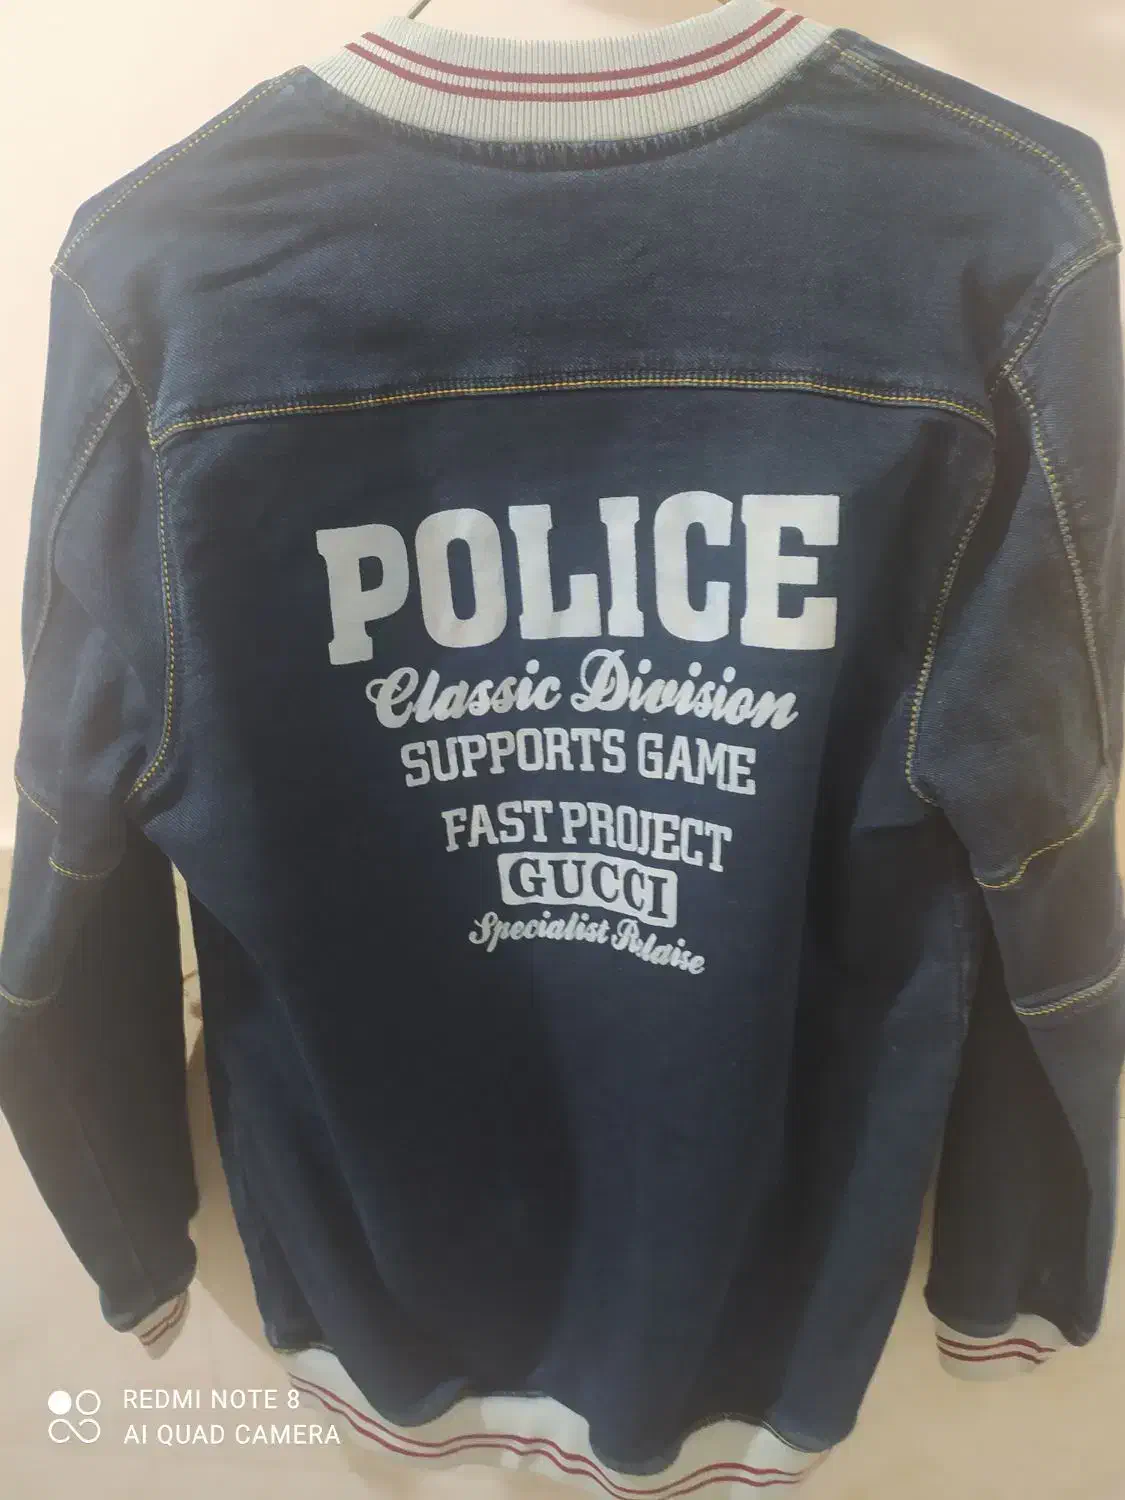 POLICE
Classic Division
SUPPORTS GAME
FAST PROJECT
GUCCI
Specialist Relaise
REDMI NOTE 8
AI QUAD CAMERA